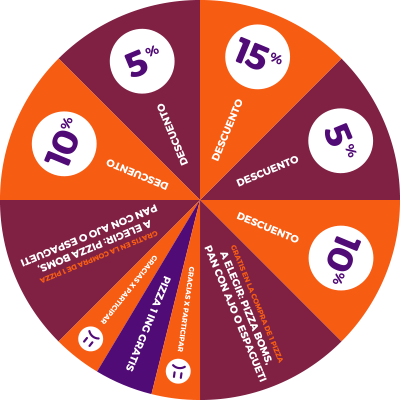 15%
DESCUENTO
5%
DESCUENTO
10%
DESCUENTO
GRATIS EN LA COMPRA DE 1 PIZZA
A ELEGIR: PIZZA BOMS,
PAN CON AJO O ESPAGUETI
GRACIAS X PARTICIPAR
PIZZA 1 ING GRATIS
GRACIAS X PARTICIPAR
GRATIS EN LA COMPRA DE 1 PIZZA
A ELEGIR: PIZZA BOMS,
PAN CON AJO O ESPAGUETI
10%
DESCUENTO
5%
DESCUENTO